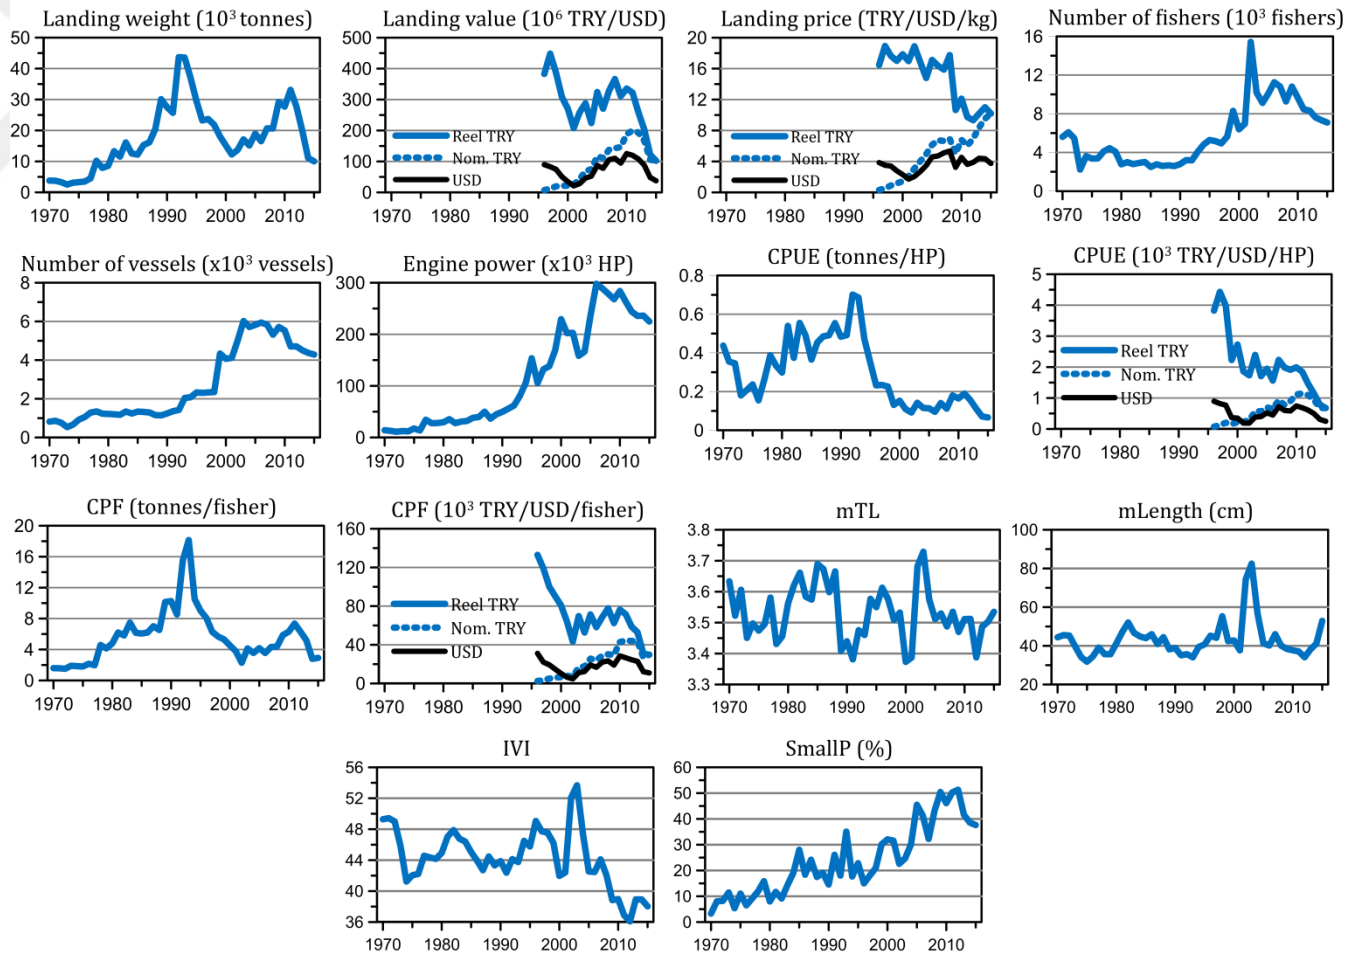 Landing weight (10³ tonnes)
50
40
30
20
10
0
1970 1980 1990 2000 2010
Landing value (10⁶ TRY/USD)
500
400
300
200
100
0
Reel TRY
Nom. TRY
USD
1970 1980 1990 2000 2010
Landing price (TRY/USD/kg)
20
16
12
8
4
0
Reel TRY
Nom. TRY
USD
1970 1980 1990 2000 2010
Number of fishers (10³ fishers)
16
12
8
4
0
1970 1980 1990 2000 2010
Number of vessels (x10³ vessels)
8
6
4
2
0
1970 1980 1990 2000 2010
Engine power (x10³ HP)
300
200
100
0
1970 1980 1990 2000 2010
CPUE (tonnes/HP)
0.8
0.6
0.4
0.2
0
1970 1980 1990 2000 2010
CPUE (10³ TRY/USD/HP)
5
4
3
2
1
0
Reel TRY
Nom. TRY
USD
1970 1980 1990 2000 2010
CPF (tonnes/fisher)
20
16
12
8
4
0
1970 1980 1990 2000 2010
CPF (10³ TRY/USD/fisher)
160
120
80
40
0
Reel TRY
Nom. TRY
USD
1970 1980 1990 2000 2010
mTL
3.8
3.7
3.6
3.5
3.4
3.3
1970 1980 1990 2000 2010
mLength (cm)
100
80
60
40
20
1970 1980 1990 2000 2010
IVI
56
52
48
44
40
36
1970 1980 1990 2000 2010
SmallP (%)
60
50
40
30
20
10
0
1970 1980 1990 2000 2010